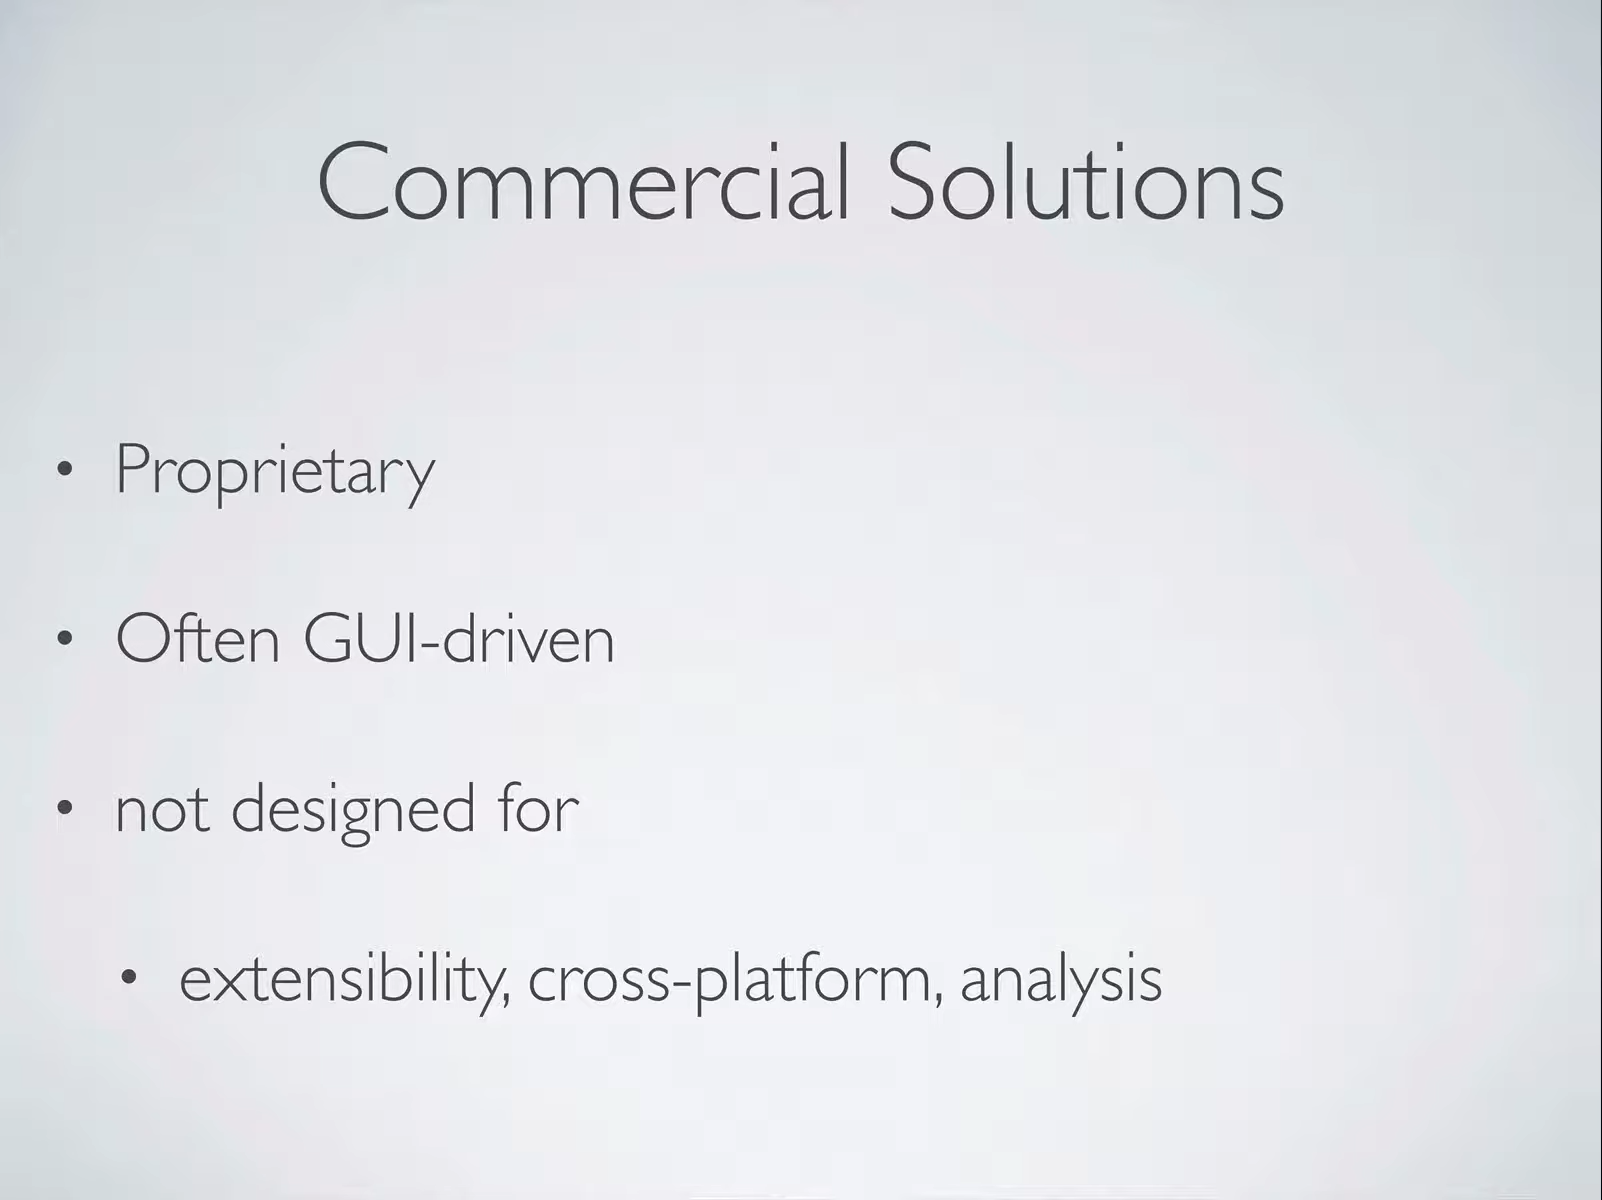 Commercial Solutions
• Proprietary
• Often GUI-driven
• not designed for
• extensibility, cross-platform, analysis